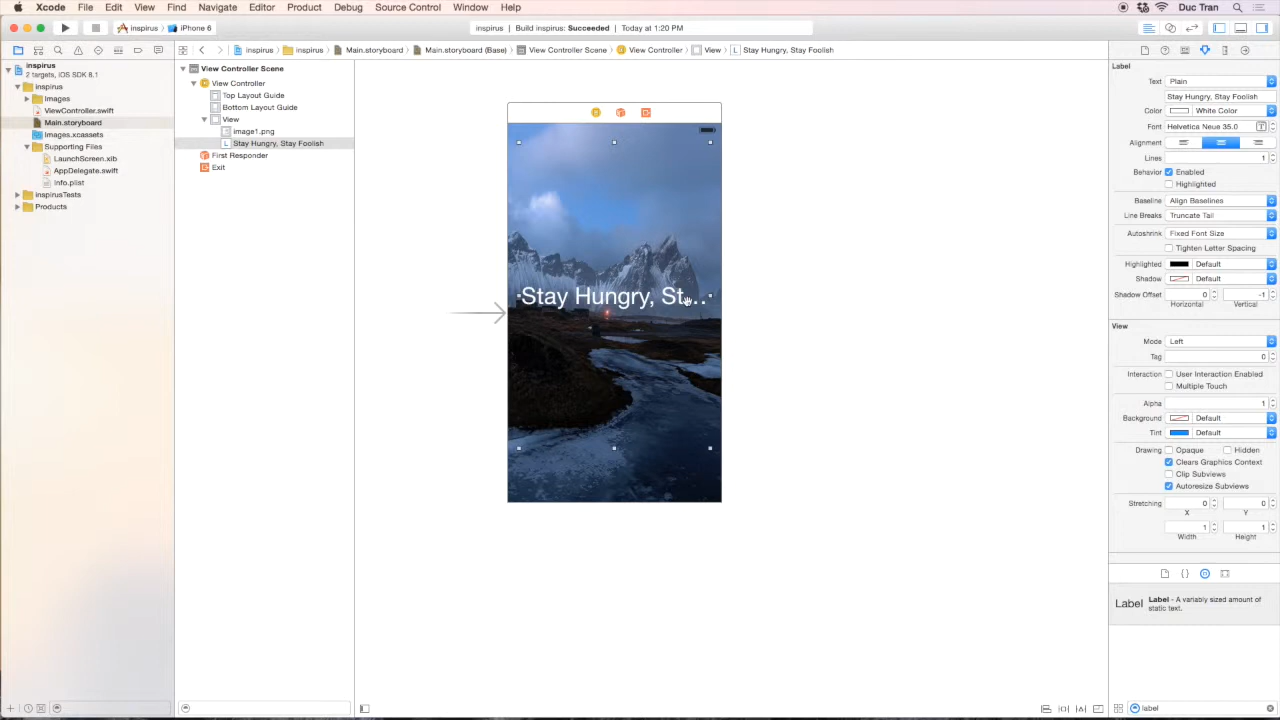 Xcode File Edit View Find Navigate Editor Product Debug Source Control Window Help Duc Tran
inspirus iPhone 6 inspirus | Build inspirus: Succeeded | Today at 1:20 PM
inspirus inspirus Main.storyboard Main.storyboard (Base) View Controller Scene View Controller View L Stay Hungry, Stay Foolish
inspirus
2 targets, iOS SDK 8.1
inspirus
Images
ViewController.swift
Main.storyboard
Images.xcassets
Supporting Files
LaunchScreen.xib
AppDelegate.swift
Info.plist
inspirusTests
Products
View Controller Scene
View Controller
Top Layout Guide
Bottom Layout Guide
View
image1.png
L Stay Hungry, Stay Foolish
First Responder
Exit
Stay Hungry, St...
Label
Text Plain
Stay Hungry, Stay Foolish
Color White Color
Font Helvetica Neue 35.0
Alignment
Lines 1
Behavior Enabled
Highlighted
Baseline Align Baselines
Line Breaks Truncate Tail
Autoshrink Fixed Font Size
Tighten Letter Spacing
Highlighted Default
Shadow Default
Shadow Offset 0 -1
Horizontal Vertical
View
Mode Left
Tag 0
Interaction User Interaction Enabled
Multiple Touch
Alpha 1
Background Default
Tint Default
Drawing Opaque Hidden
Clears Graphics Context
Clip Subviews
Autoresize Subviews
Stretching 0 0
X Y
1 1
Width Height
Label Label - A variably sized amount of
static text.
label